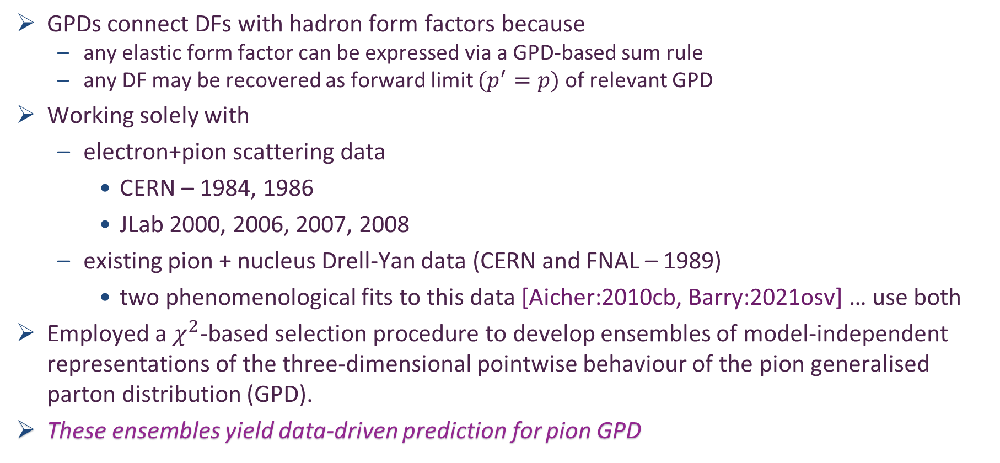 ➢ GPDs connect DFs with hadron form factors because
– any elastic form factor can be expressed via a GPD-based sum rule
– any DF may be recovered as forward limit (p′ = p) of relevant GPD
➢ Working solely with
– electron+pion scattering data
• CERN – 1984, 1986
• JLab 2000, 2006, 2007, 2008
– existing pion + nucleus Drell-Yan data (CERN and FNAL – 1989)
• two phenomenological fits to this data [Aicher:2010cb, Barry:2021osv] … use both
➢ Employed a χ²-based selection procedure to develop ensembles of model-independent
representations of the three-dimensional pointwise behaviour of the pion generalised
parton distribution (GPD).
➢ These ensembles yield data-driven prediction for pion GPD